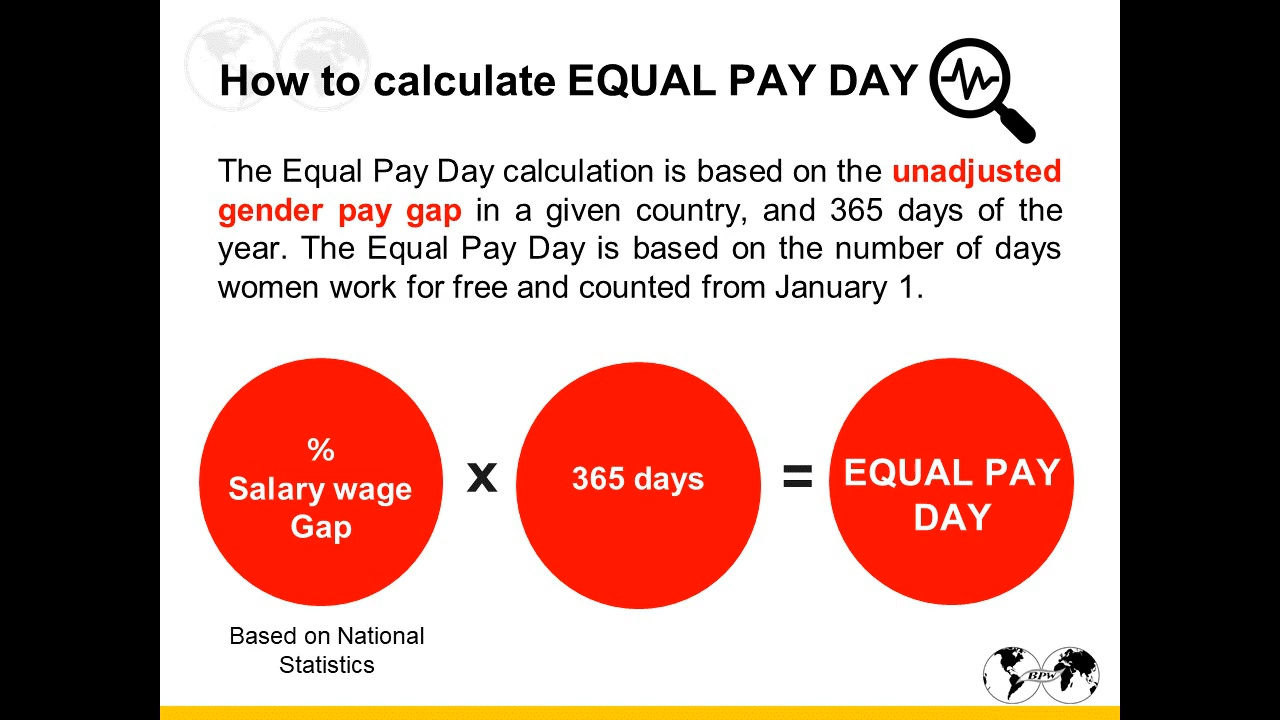 How to calculate EQUAL PAY DAY
The Equal Pay Day calculation is based on the unadjusted
gender pay gap in a given country, and 365 days of the
year. The Equal Pay Day is based on the number of days
women work for free and counted from January 1.
%
Salary wage
Gap
x
365 days
=
EQUAL PAY
DAY
Based on National
Statistics
BPW